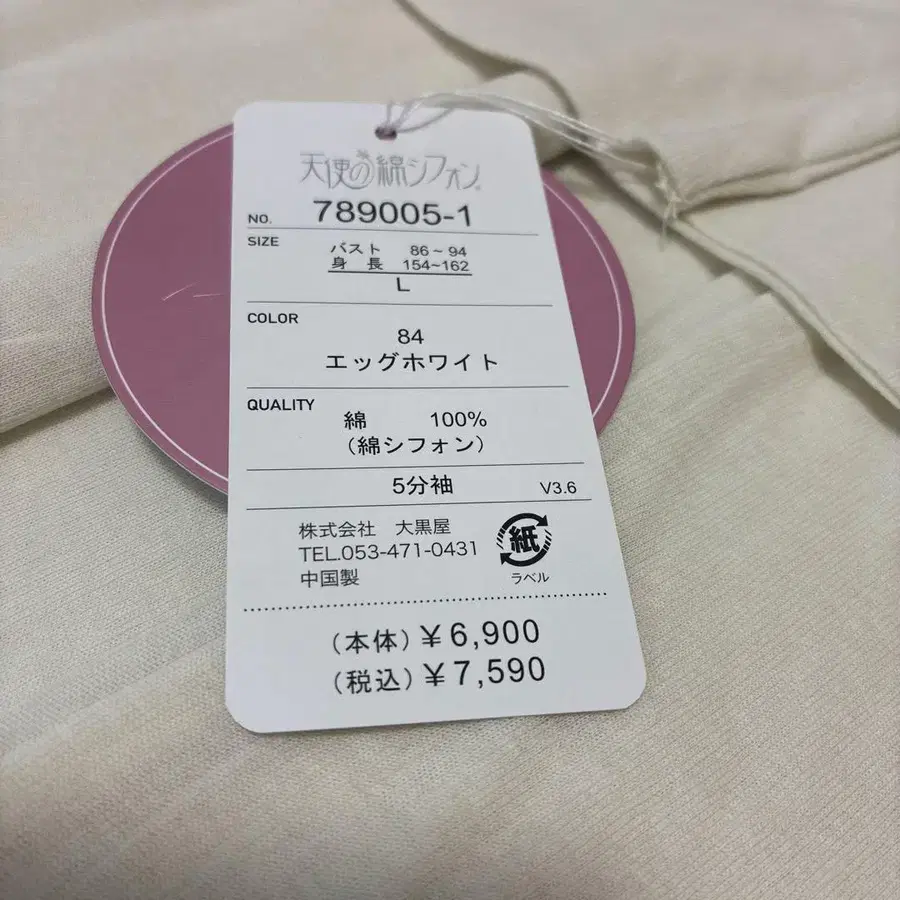 天使の綿シフォン®
NO. 789005-1
SIZE
バスト 86~94
身長 154~162
L
COLOR
84
エッグホワイト
QUALITY
綿 100%
(綿シフォン)
5分袖 V3.6
株式会社 大黒屋
TEL.053-471-0431
中国製
紙
ラベル
(本体)¥6,900
(税込)¥7,590